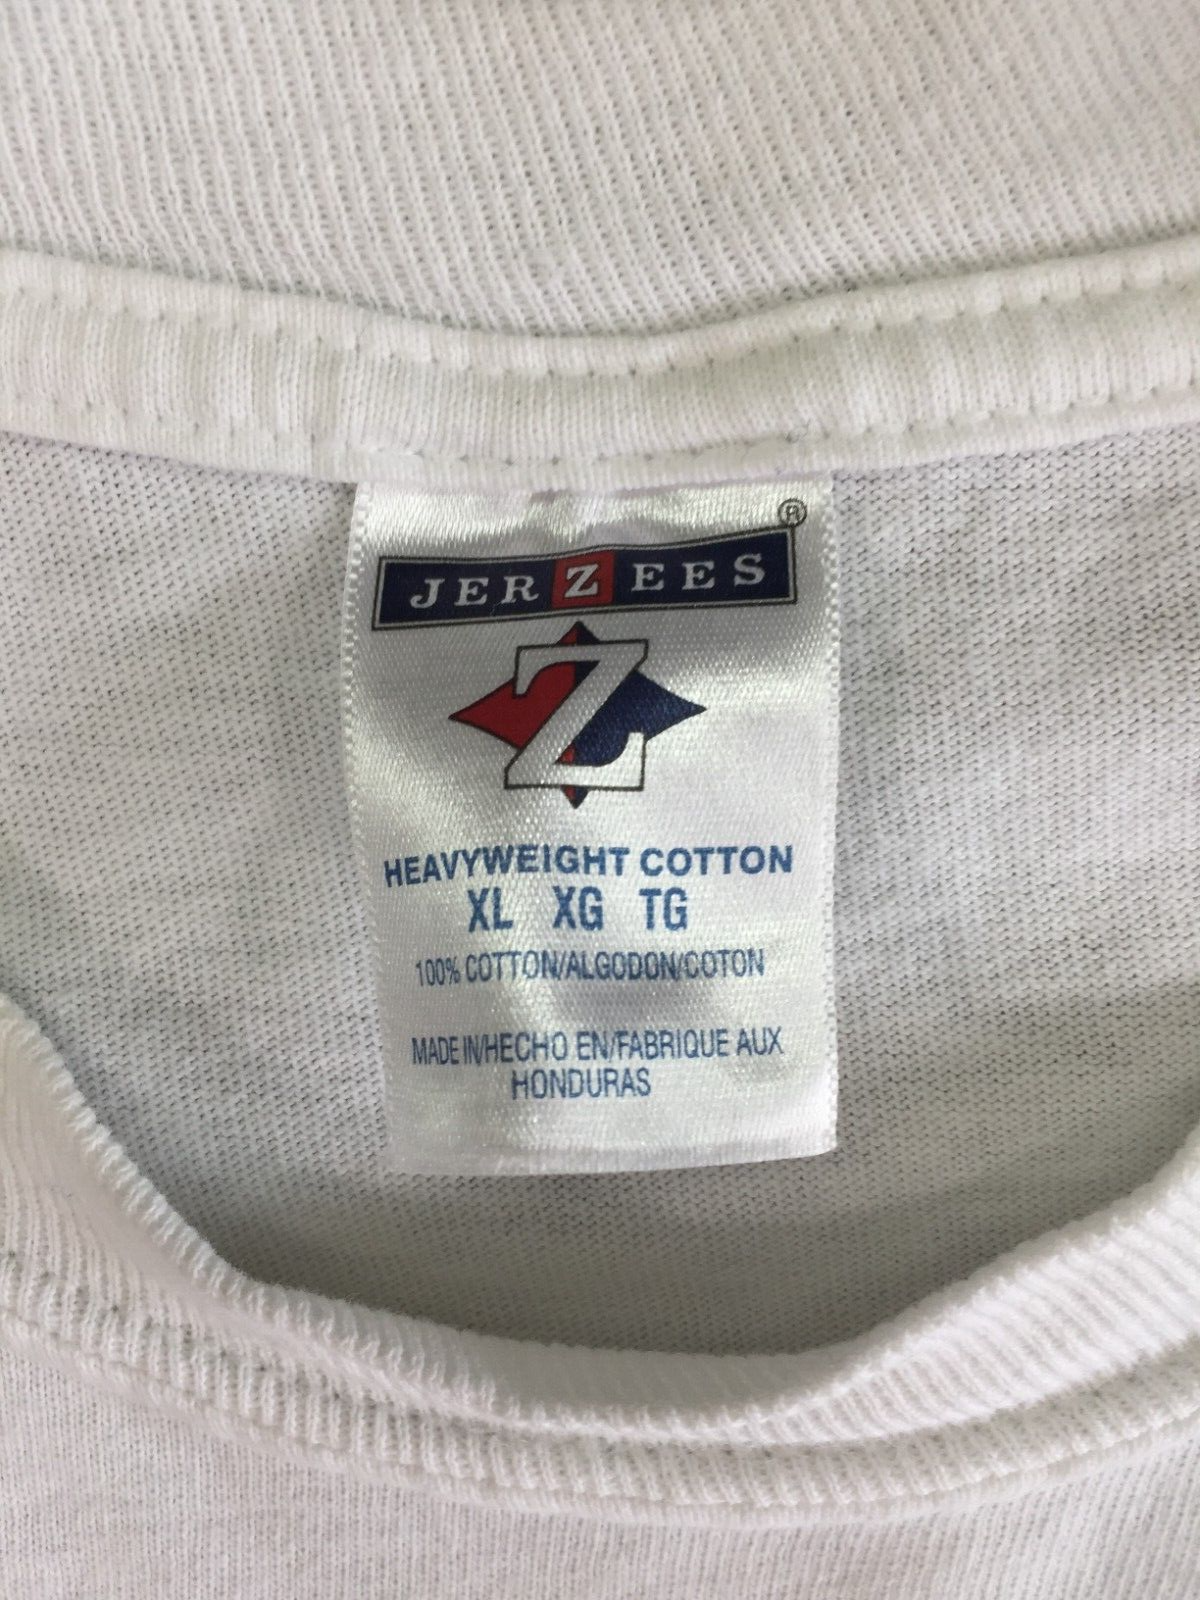 ®
JERZEES
Z
HEAVYWEIGHT COTTON
XL XG TG
100% COTTON/ALGODON/COTON
MADE IN/HECHO EN/FABRIQUE AUX
HONDURAS